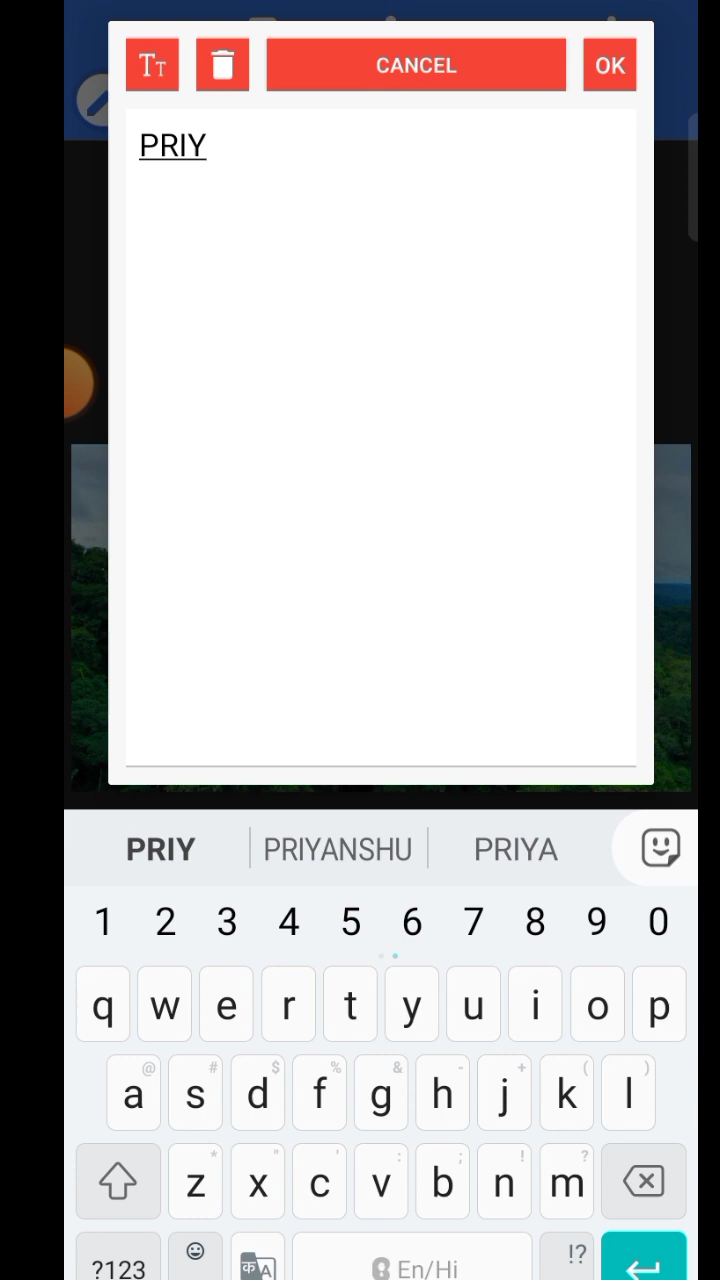 TT
CANCEL
OK
PRIY
PRIY PRIYANSHU PRIYA
1 2 3 4 5 6 7 8 9 0
q w e r t y u i o p
@ # $ % & - + ( )
a s d f g h j k l
* " ' : ; ! ?
z x c v b n m
?123 क A En/Hi !?